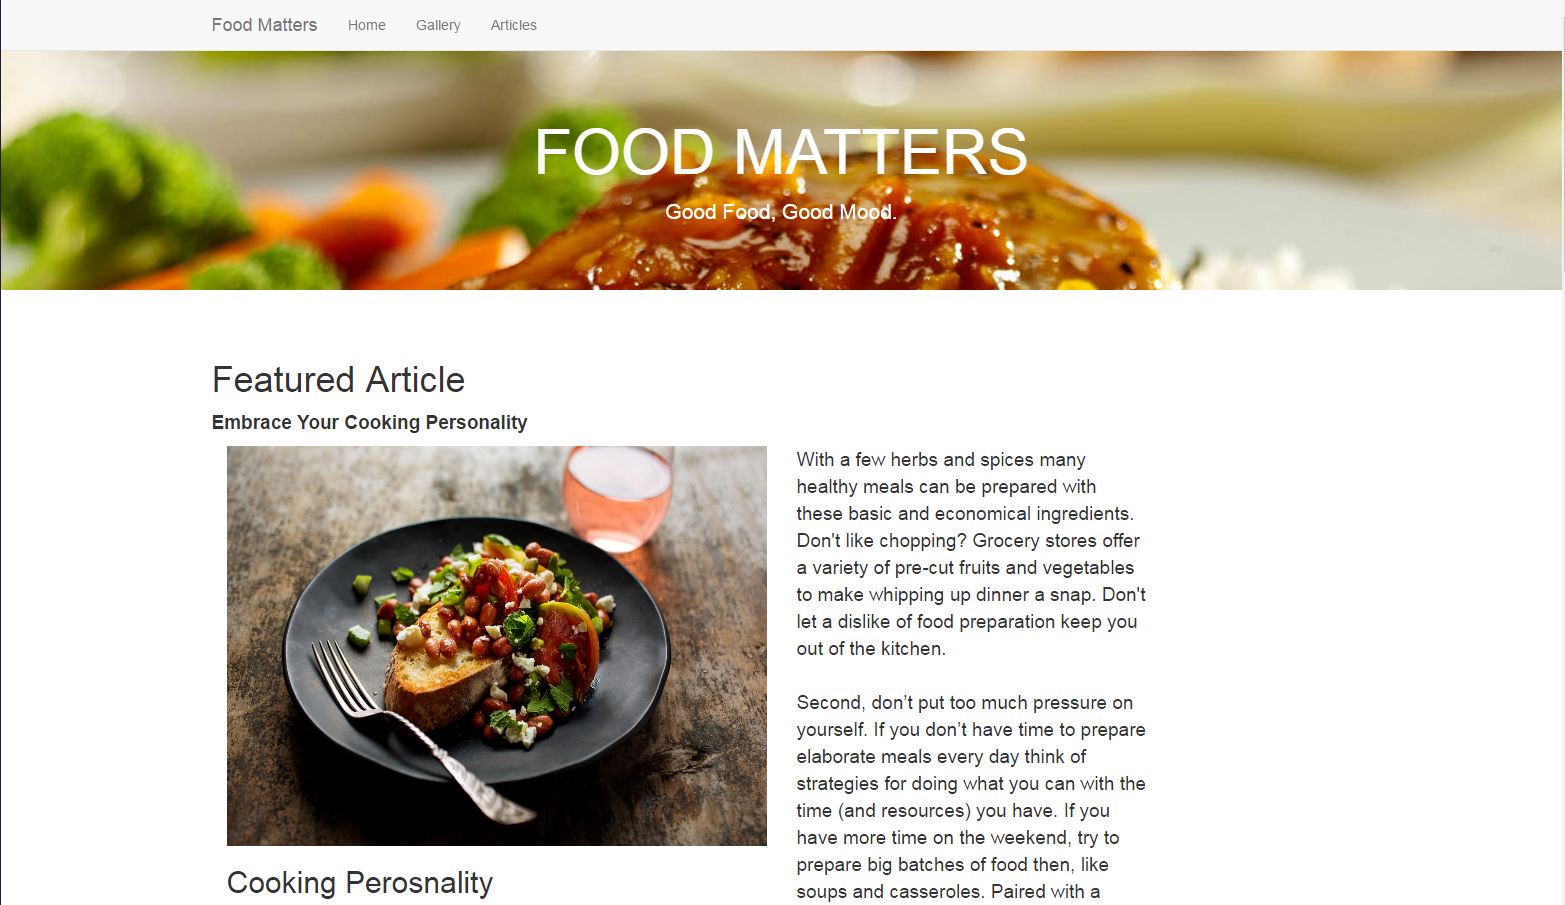 Food Matters Home Gallery Articles
FOOD MATTERS
Good Food, Good Mood.
Featured Article
Embrace Your Cooking Personality
With a few herbs and spices many
healthy meals can be prepared with
these basic and economical ingredients.
Don't like chopping? Grocery stores offer
a variety of pre-cut fruits and vegetables
to make whipping up dinner a snap. Don't
let a dislike of food preparation keep you
out of the kitchen.
Second, don’t put too much pressure on
yourself. If you don’t have time to prepare
elaborate meals every day think of
strategies for doing what you can with the
time (and resources) you have. If you
have more time on the weekend, try to
prepare big batches of food then, like
soups and casseroles. Paired with a
Cooking Perosnality